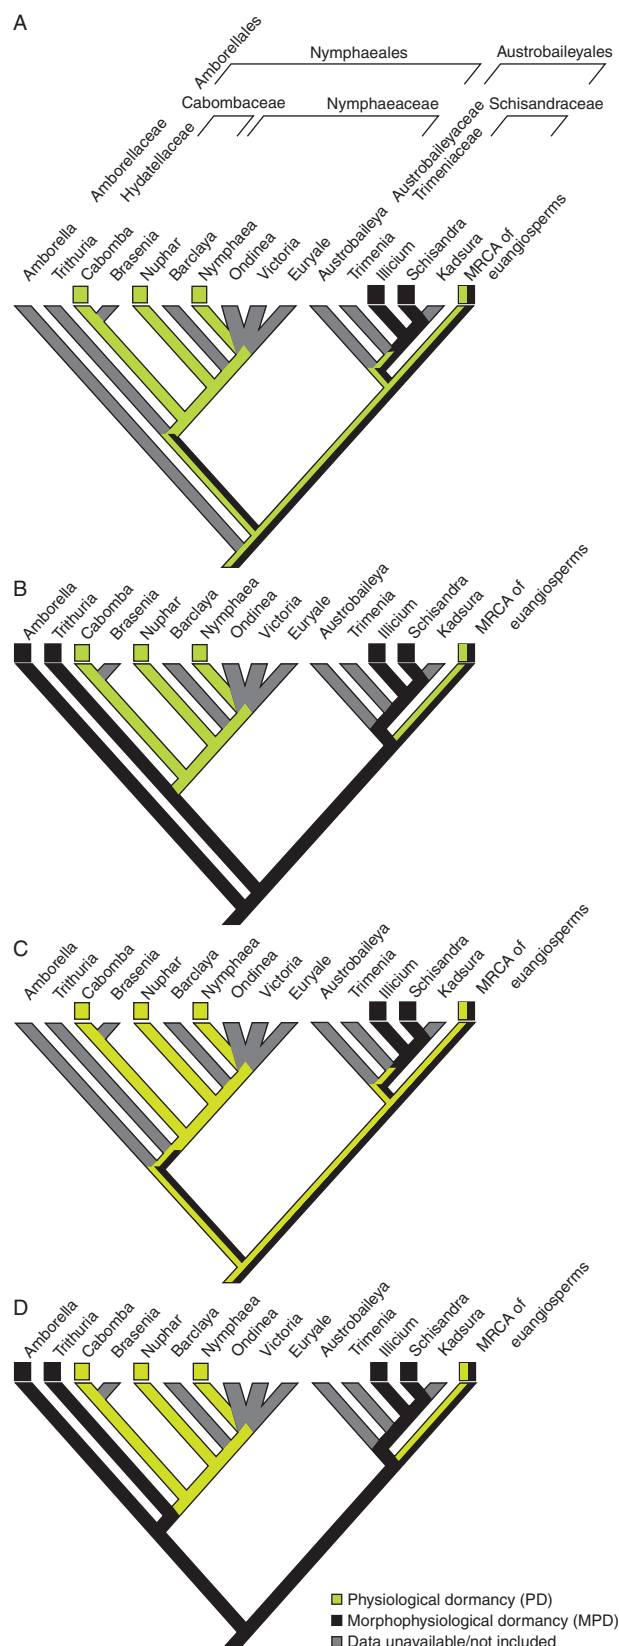 A
Amborellales
Nymphaeales
Austrobaileyales
Cabombaceae
Nymphaeaceae
Schisandraceae
Amborellaceae
Hydatellaceae
Austrobaileyaceae
Trimeniaceae
Amborella
Trithuria
Cabomba
Brasenia
Nuphar
Barclaya
Nymphaea
Ondinea
Victoria
Euryale
Austrobaileya
Trimenia
Illicium
Schisandra
Kadsura
MRCA of
euangiosperms
B
Amborella
Trithuria
Cabomba
Brasenia
Nuphar
Barclaya
Nymphaea
Ondinea
Victoria
Euryale
Austrobaileya
Trimenia
Illicium
Schisandra
Kadsura
MRCA of
euangiosperms
C
Amborella
Trithuria
Cabomba
Brasenia
Nuphar
Barclaya
Nymphaea
Ondinea
Victoria
Euryale
Austrobaileya
Trimenia
Illicium
Schisandra
Kadsura
MRCA of
euangiosperms
D
Amborella
Trithuria
Cabomba
Brasenia
Nuphar
Barclaya
Nymphaea
Ondinea
Victoria
Euryale
Austrobaileya
Trimenia
Illicium
Schisandra
Kadsura
MRCA of
euangiosperms
Physiological dormancy (PD)
Morphophysiological dormancy (MPD)
Data unavailable/not included